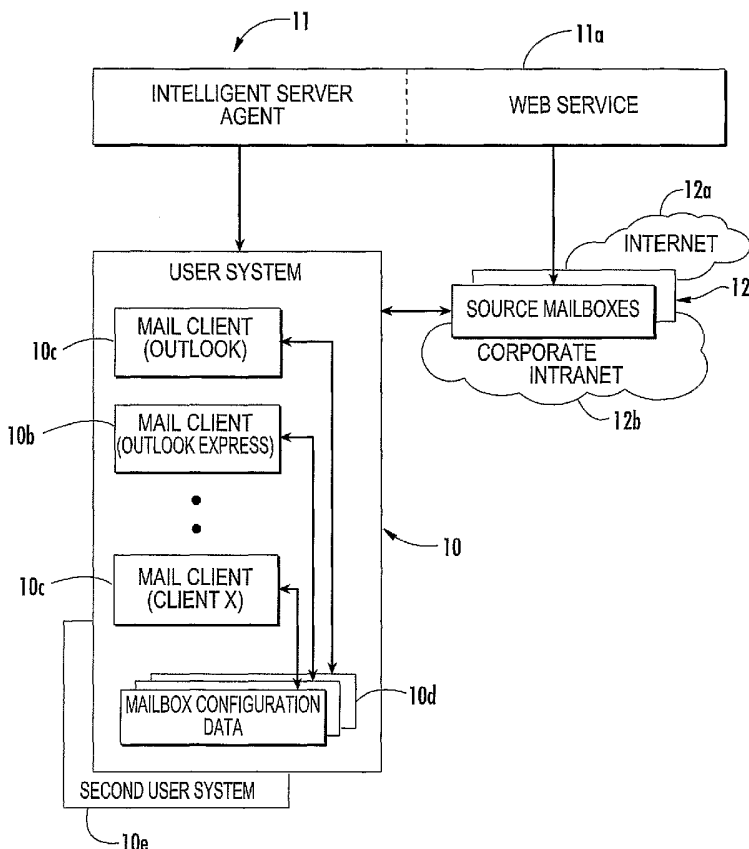 11
11a
INTELLIGENT SERVER
AGENT
WEB SERVICE
12a
INTERNET
12
SOURCE MAILBOXES
CORPORATE
INTRANET
12b
USER SYSTEM
10c
MAIL CLIENT
(OUTLOOK)
10b
MAIL CLIENT
(OUTLOOK EXPRESS)
10
10c
MAIL CLIENT
(CLIENT X)
10d
MAILBOX CONFIGURATION
DATA
SECOND USER SYSTEM
10e